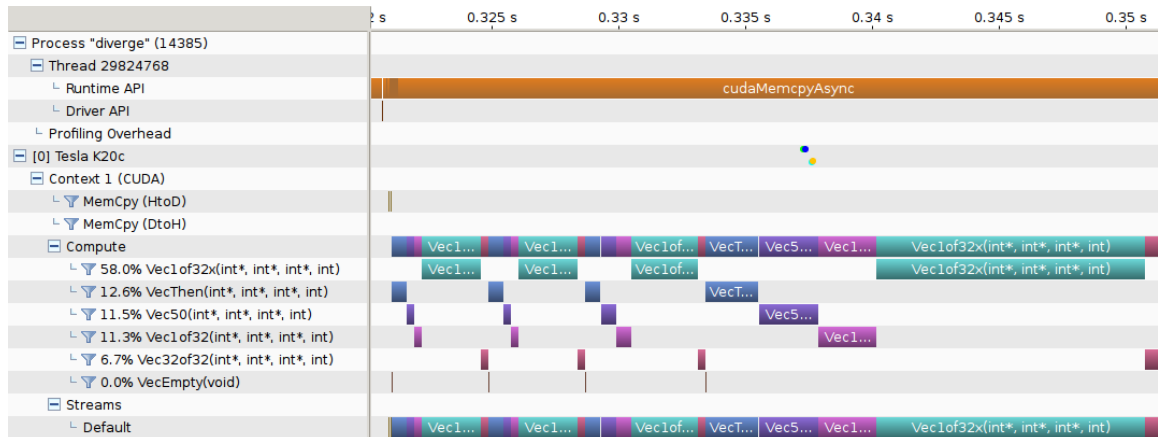 2 s 0.325 s 0.33 s 0.335 s 0.34 s 0.345 s 0.35 s
Process "diverge" (14385)
Thread 29824768
Runtime API cudaMemcpyAsync
Driver API
Profiling Overhead
[0] Tesla K20c
Context 1 (CUDA)
MemCpy (HtoD)
MemCpy (DtoH)
Compute Vec1... Vec1... Vec1of... VecT... Vec5... Vec1... Vec1of32x(int*, int*, int*, int)
58.0% Vec1of32x(int*, int*, int*, int) Vec1... Vec1... Vec1of... Vec1of32x(int*, int*, int*, int)
12.6% VecThen(int*, int*, int*, int) VecT...
11.5% Vec50(int*, int*, int*, int) Vec5...
11.3% Vec1of32(int*, int*, int*, int) Vec1...
6.7% Vec32of32(int*, int*, int*, int)
0.0% VecEmpty(void)
Streams
Default Vec1... Vec1... Vec1of... VecT... Vec5... Vec1... Vec1of32x(int*, int*, int*, int)